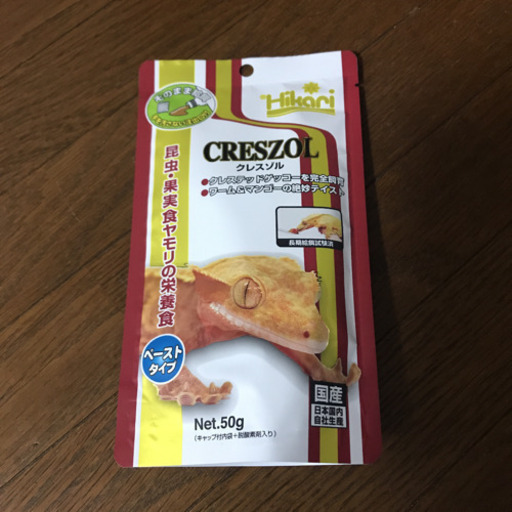 Hikari
そのまま
CRESZOL
クレスソル
●クレステッドゲッコーを完全飼育
●ワーム&マンゴーの絶妙テイスト
長期給餌試験済
昆虫・果実食ヤモリの栄養食
ペースト
タイプ
国産
日本国内
自社生産
Net.50g
(キャップ付内袋+脱酸素剤入り)